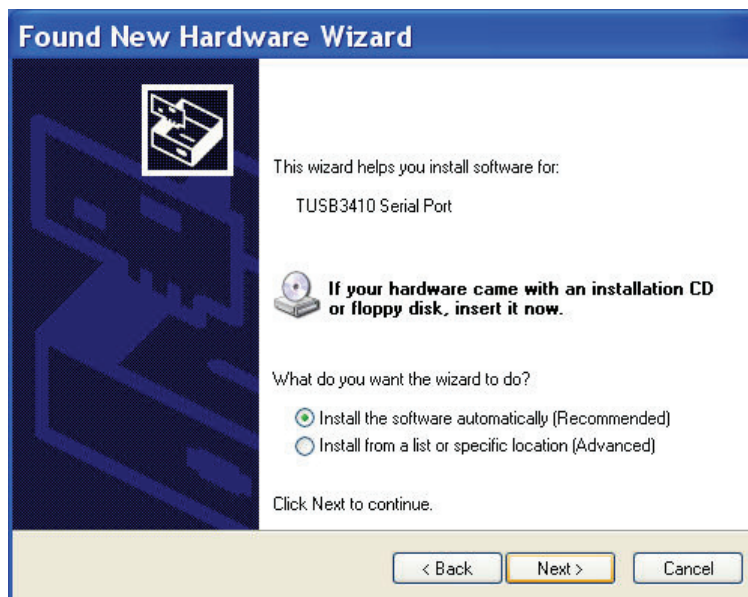 Found New Hardware Wizard
This wizard helps you install software for:
TUSB3410 Serial Port
If your hardware came with an installation CD
or floppy disk, insert it now.
What do you want the wizard to do?
Install the software automatically (Recommended)
Install from a list or specific location (Advanced)
Click Next to continue.
< Back Next > Cancel